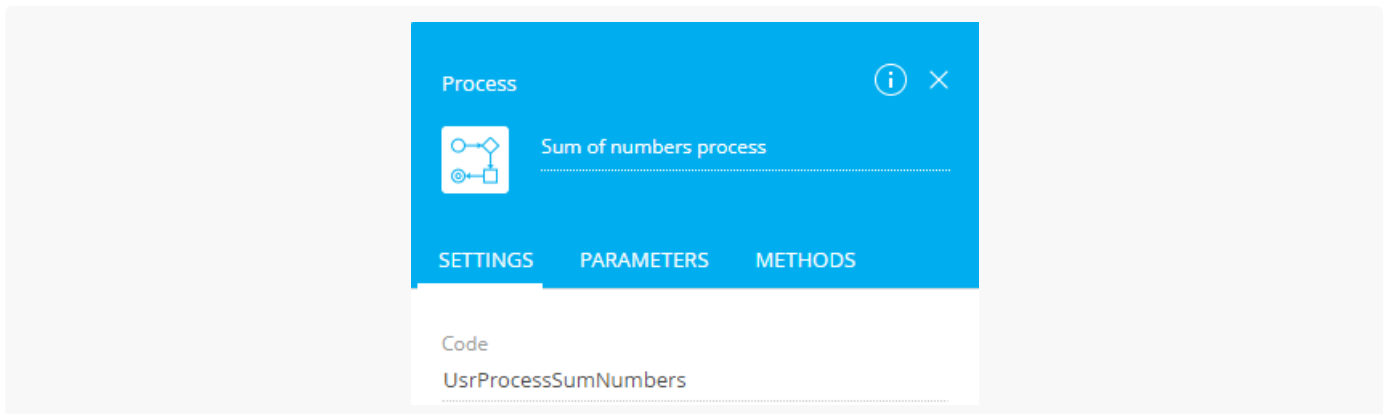 Process
Sum of numbers process
SETTINGS PARAMETERS METHODS
Code
UsrProcessSumNumbers